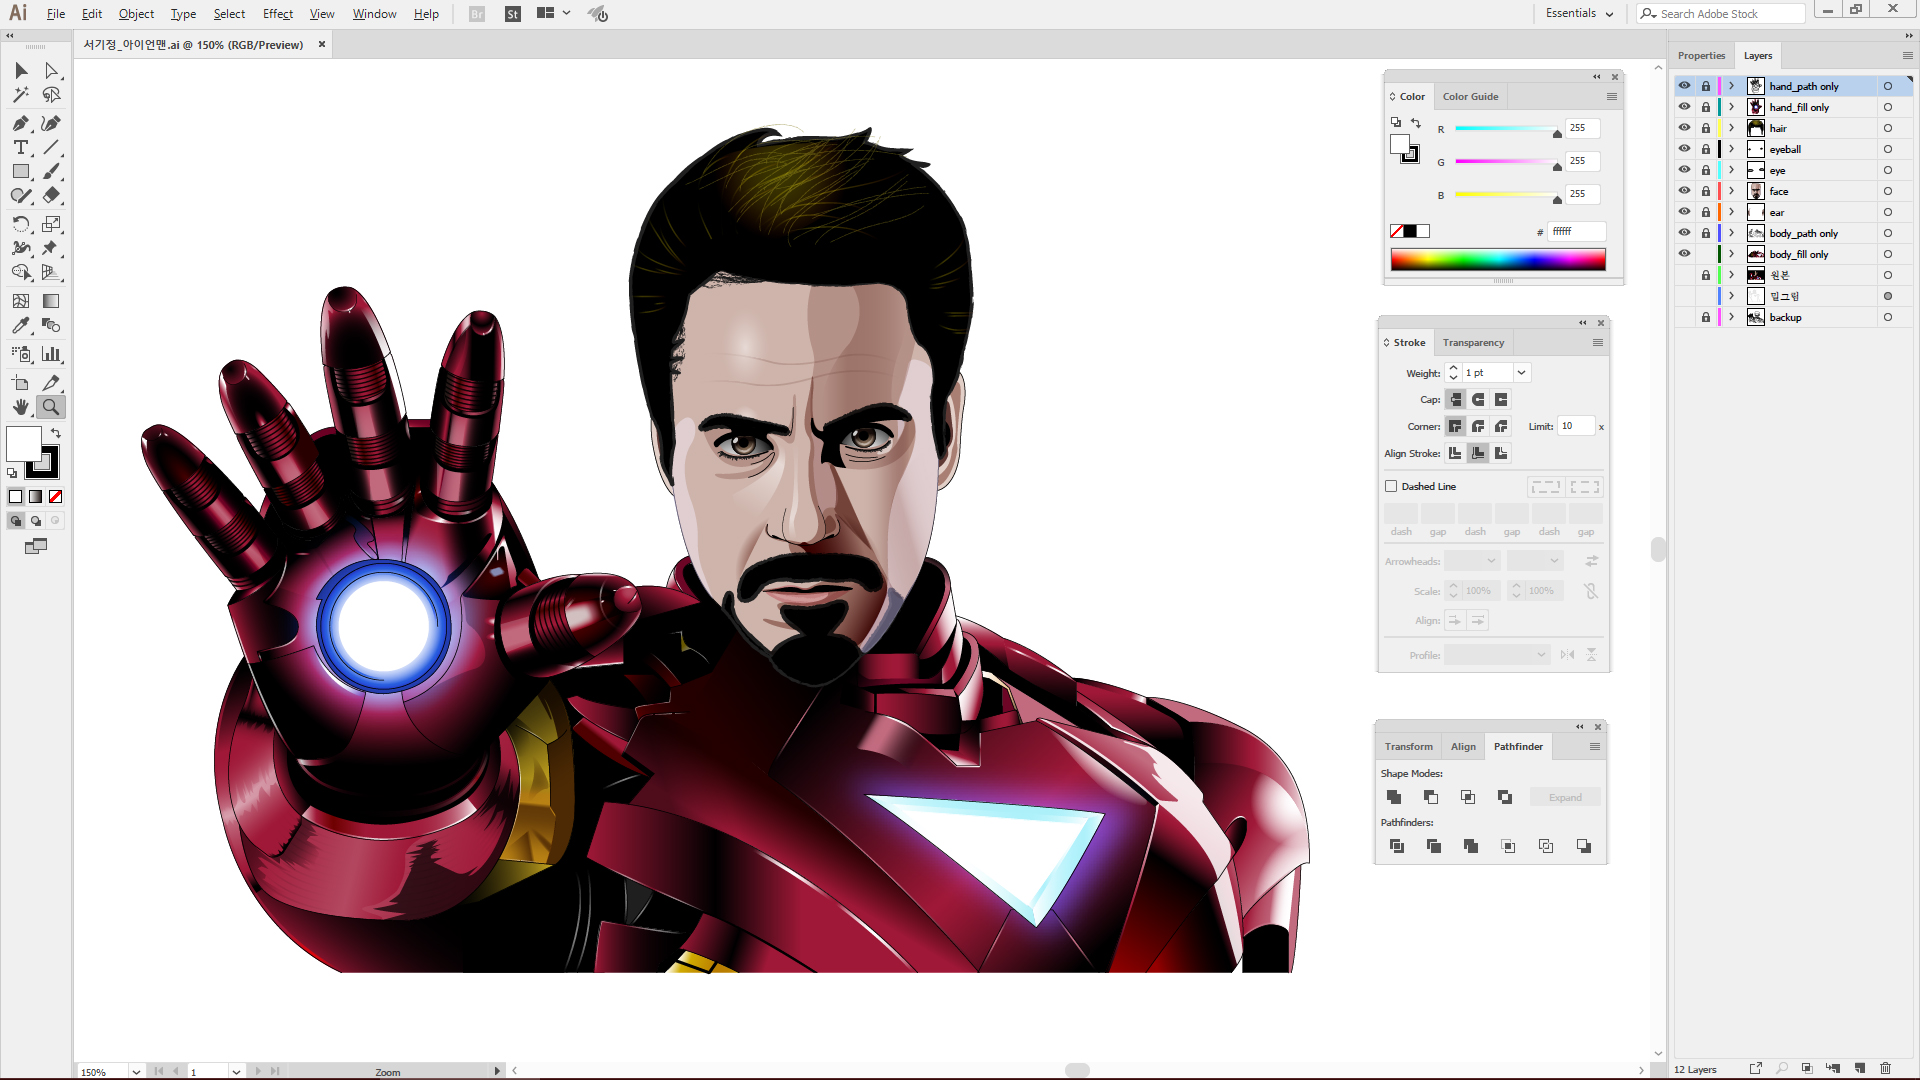 Ai File Edit Object Type Select Effect View Window Help Br St Essentials Search Adobe Stock
서기정_아이언맨.ai @ 150% (RGB/Preview)
Properties Layers
hand_path only
hand_fill only
hair
eyeball
eye
face
ear
body_path only
body_fill only
원본
밑그림
backup
Color Color Guide
R 255
G 255
B 255
# ffffff
Stroke Transparency
Weight: 1 pt
Cap:
Corner: Limit: 10 x
Align Stroke:
Dashed Line
dash gap dash gap dash gap
Arrowheads:
Scale: 100% 100%
Align:
Profile:
Transform Align Pathfinder
Shape Modes:
Expand
Pathfinders:
150% 1 Zoom
12 Layers